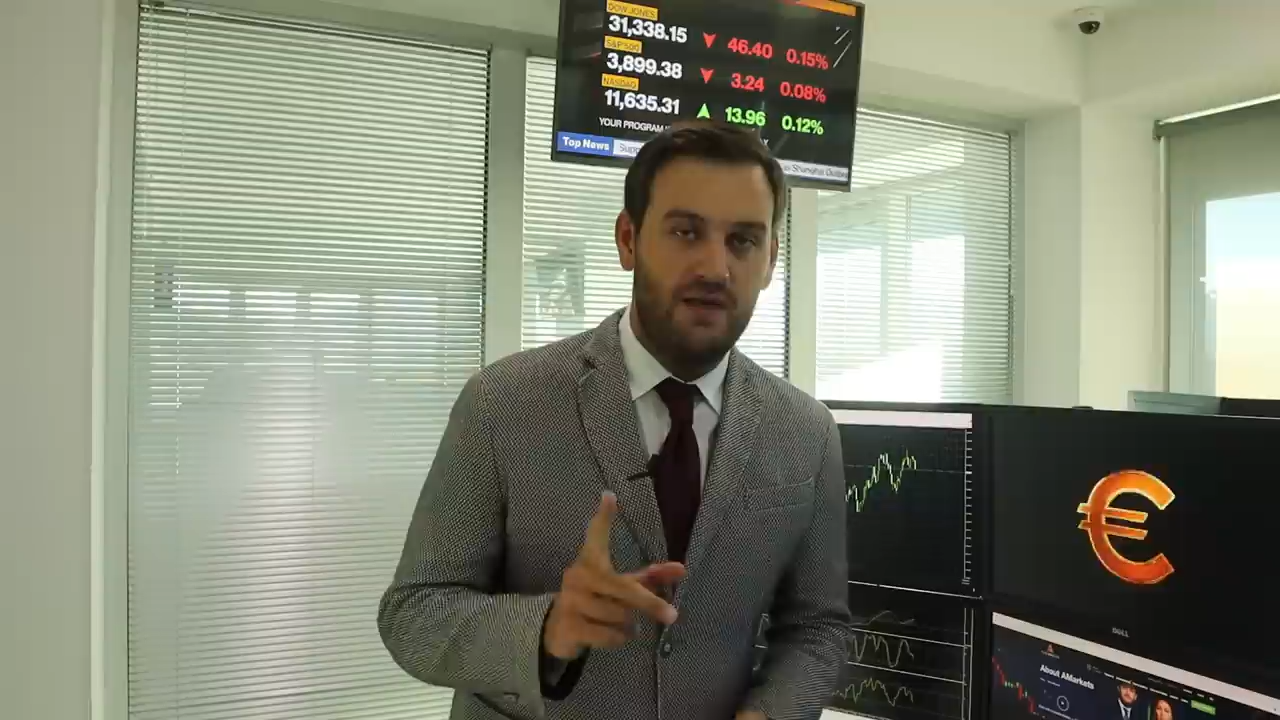 DOW JONES
31,338.15 ▼ 46.40 0.15%
S&P 500
3,899.38 ▼ 3.24 0.08%
NASDAQ
11,635.31 ▲ 13.96 0.12%
YOUR PROGRAM
Top News Shanghai
€
DELL
About AMarkets